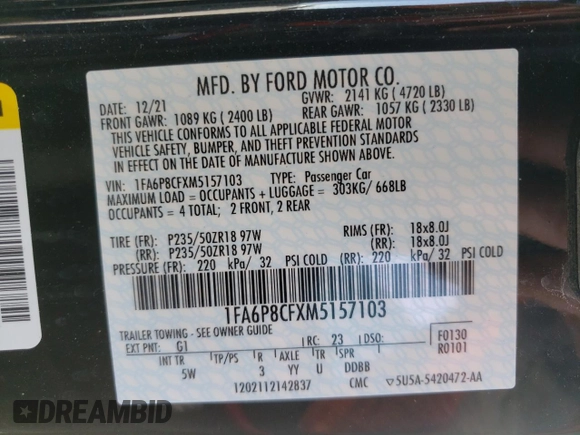 MFD. BY FORD MOTOR CO.
DATE: 12/21 GVWR: 2141 KG ( 4720 LB)
FRONT GAWR: 1089 KG ( 2400 LB) REAR GAWR: 1057 KG ( 2330 LB)
THIS VEHICLE CONFORMS TO ALL APPLICABLE FEDERAL MOTOR
VEHICLE SAFETY, BUMPER, AND THEFT PREVENTION STANDARDS
IN EFFECT ON THE DATE OF MANUFACTURE SHOWN ABOVE.
VIN: 1FA6P8CFXM5157103 TYPE: Passenger Car
MAXIMUM LOAD = OCCUPANTS + LUGGAGE = 303KG/ 668LB
OCCUPANTS = 4 TOTAL; 2 FRONT, 2 REAR
TIRE (FR): P235/50ZR18 97W RIMS (FR): 18x8.0J
(RR): P235/50ZR18 97W (RR): 18x8.0J
PRESSURE (FR): 220 kPa/ 32 PSI COLD (RR): 220 kPa/ 32 PSI COLD
1FA6P8CFXM5157103
TRAILER TOWING - SEE OWNER GUIDE
EXT PNT: G1 RC: 23 DSO: F0130
R0101
INT TR TP/PS R AXLE TR SPR
5W 3 YY U DDBB
1202112142837 CMC ▽5U5A-5420472-AA
DREAMBID